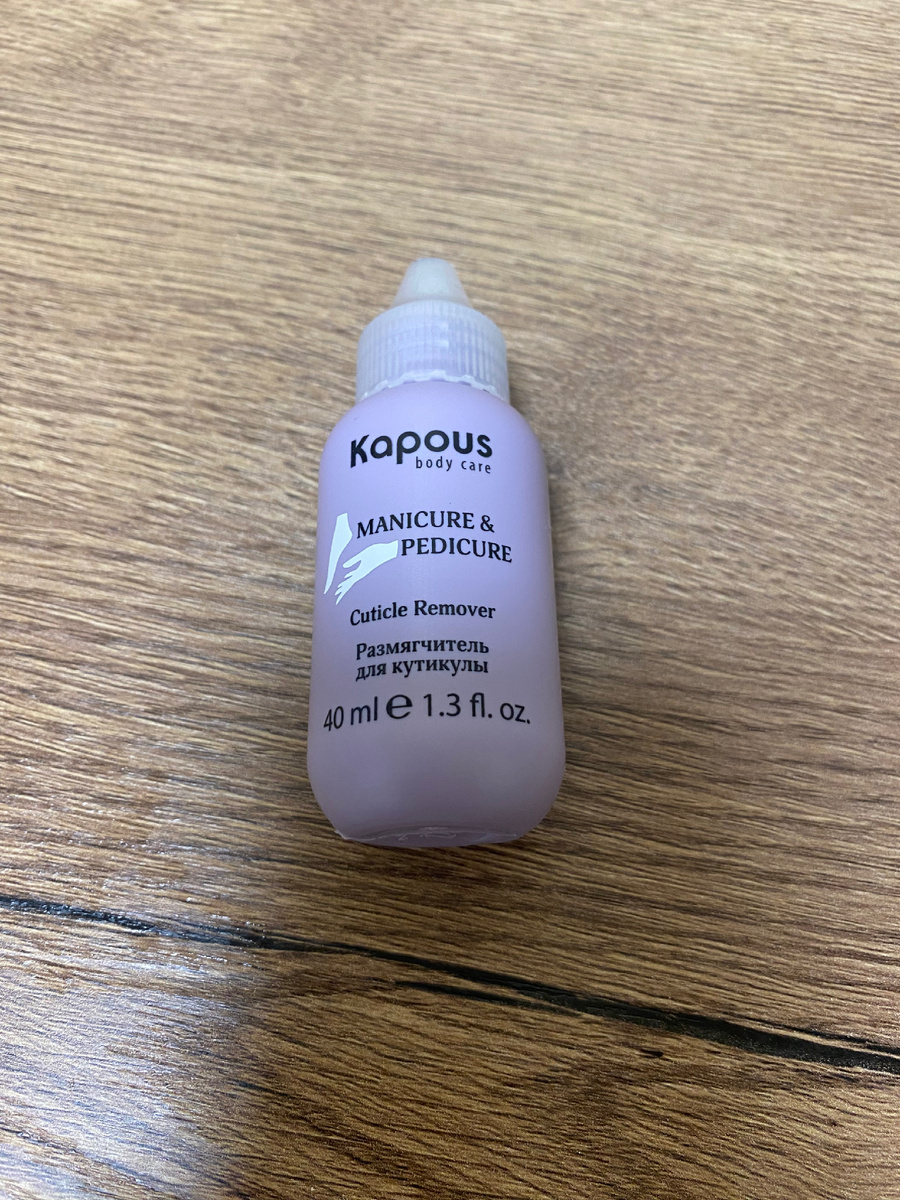 Kapous
body care
MANICURE &
PEDICURE
Cuticle Remover
Размягчитель
для кутикулы
40 ml ℮ 1.3 fl. oz.